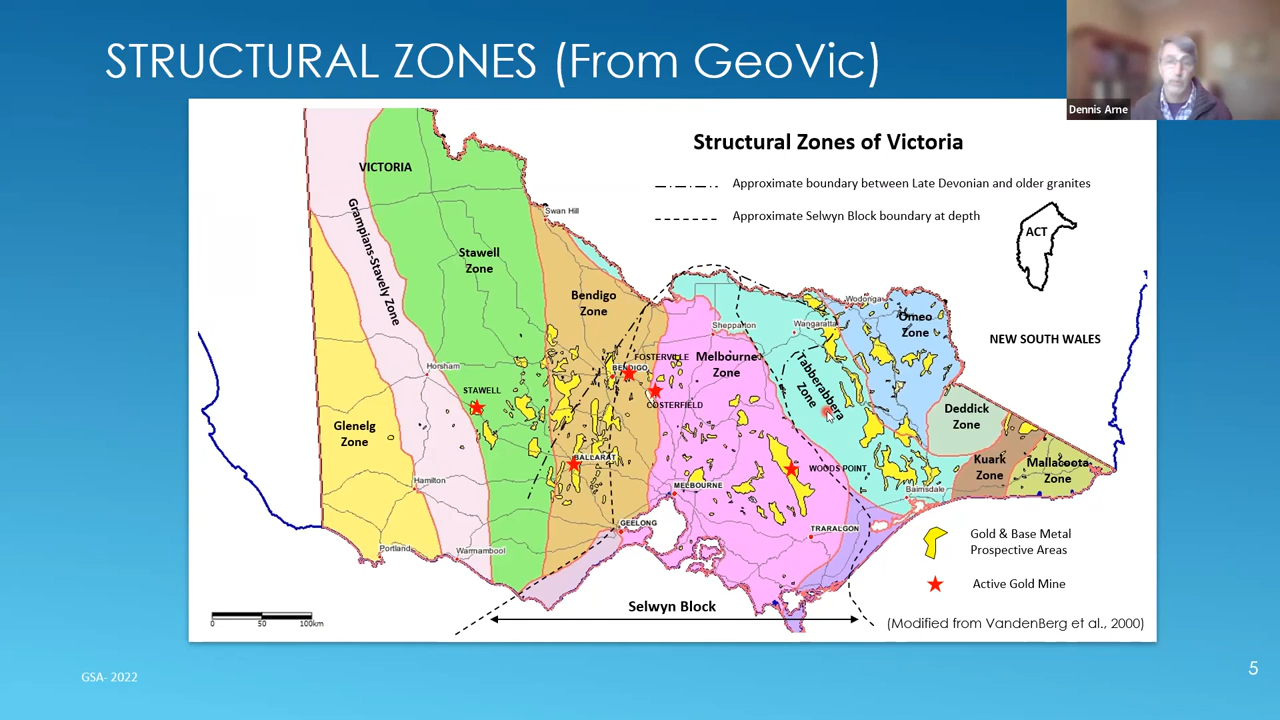 STRUCTURAL ZONES (From GeoVic)
Dennis Arne
Structural Zones of Victoria
Approximate boundary between Late Devonian and older granites
Approximate Selwyn Block boundary at depth
ACT
NEW SOUTH WALES
VICTORIA
Grampians-Stavely Zone
Swan Hill
Stawell
Zone
Bendigo
Zone
Wodonga
Omeo
Zone
Shepparton
Wangaratta
FOSTERVILLE
BENDIGO
Melbourne
Zone
Tabberabbera
Zone
Horsham
STAWELL
COSTERFIELD
Deddick
Zone
Glenelg
Zone
BALLARAT
WOODS POINT
Kuark
Zone
Mallacoota
Zone
Hamilton
MELBOURNE
Bairnsdale
GEELONG
TRARALGON
Portland
Warrnambool
Gold & Base Metal
Prospective Areas
Active Gold Mine
Selwyn Block
0 50 100km
(Modified from VandenBerg et al., 2000)
GSA- 2022
5